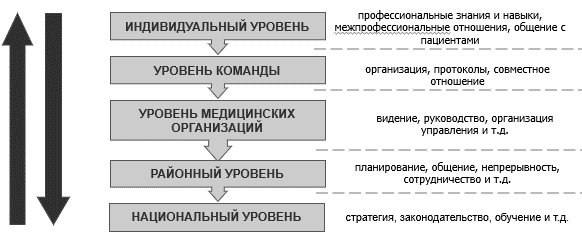 ИНДИВИДУАЛЬНЫЙ УРОВЕНЬ
профессиональные знания и навыки,
межпрофессиональные отношения, общение с
пациентами
УРОВЕНЬ КОМАНДЫ
организация, протоколы, совместное
отношение
УРОВЕНЬ МЕДИЦИНСКИХ
ОРГАНИЗАЦИЙ
видение, руководство, организация
управления и т.д.
РАЙОННЫЙ УРОВЕНЬ
планирование, общение, непрерывность,
сотрудничество и т.д.
НАЦИОНАЛЬНЫЙ УРОВЕНЬ
стратегия, законодательство, обучение и т.д.